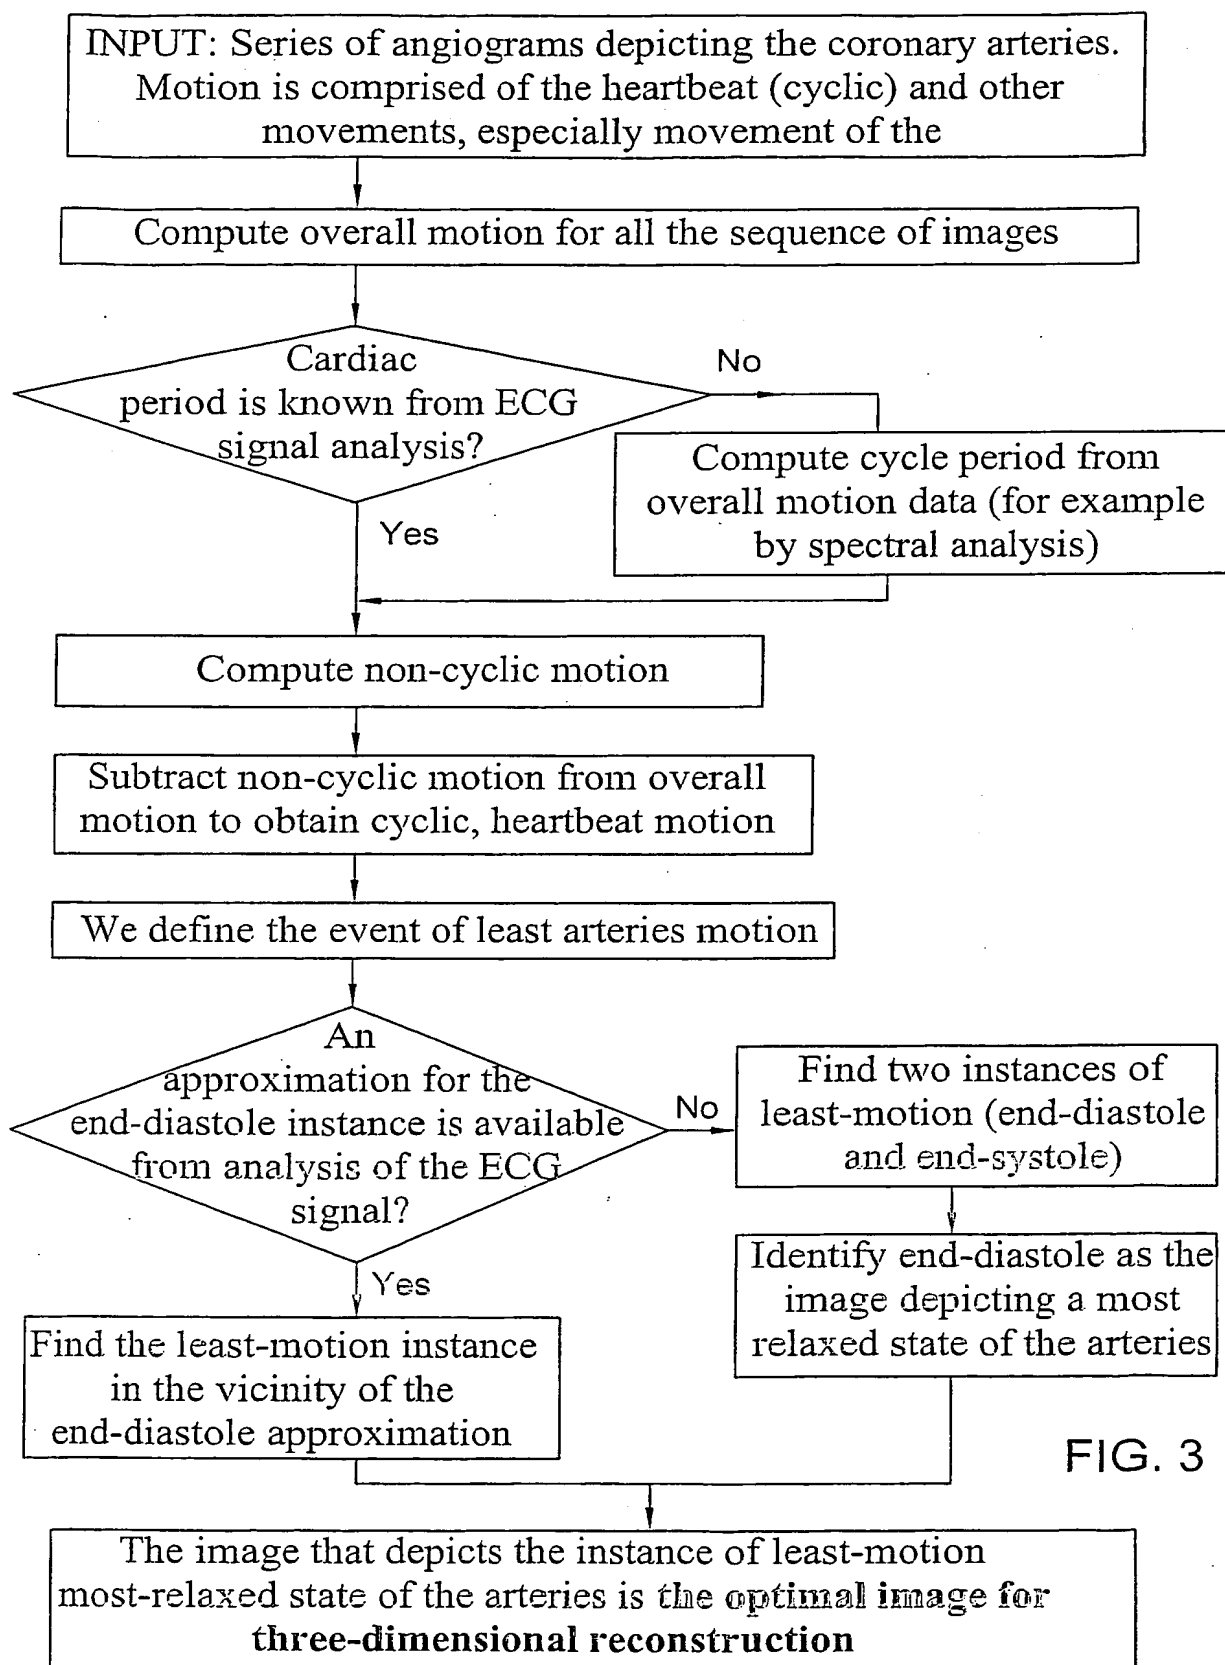 INPUT: Series of angiograms depicting the coronary arteries.
Motion is comprised of the heartbeat (cyclic) and other
movements, especially movement of the
Compute overall motion for all the sequence of images
Cardiac
period is known from ECG
signal analysis?
No
Compute cycle period from
overall motion data (for example
by spectral analysis)
Yes
Compute non-cyclic motion
Subtract non-cyclic motion from overall
motion to obtain cyclic, heartbeat motion
We define the event of least arteries motion
An
approximation for the
end-diastole instance is available
from analysis of the ECG
signal?
No
Find two instances of
least-motion (end-diastole
and end-systole)
Identify end-diastole as the
image depicting a most
relaxed state of the arteries
Yes
Find the least-motion instance
in the vicinity of the
end-diastole approximation
FIG. 3
The image that depicts the instance of least-motion
most-relaxed state of the arteries is the optimal image for
three-dimensional reconstruction